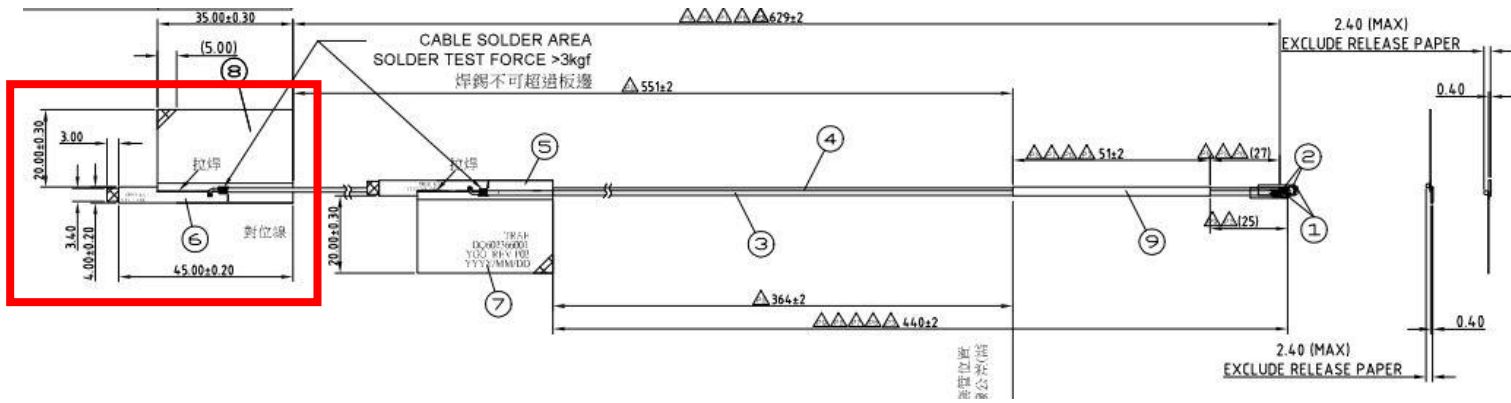 35.00±0.30
629±2
2.40 (MAX)
EXCLUDE RELEASE PAPER
(5.00)
CABLE SOLDER AREA
SOLDER TEST FORCE >3kgf
焊錫不可超過板邊
8
551±2
0.40
20.00±0.30
3.00
拉焊
拉焊
5
4
51±2
(27)
2
6
3
9
(25)
1
3.40
4.00±0.20
對位線
45.00±0.20
20.00±0.30
YYYY/MM/DD
7
364±2
440±2
0.40
2.40 (MAX)
EXCLUDE RELEASE PAPER